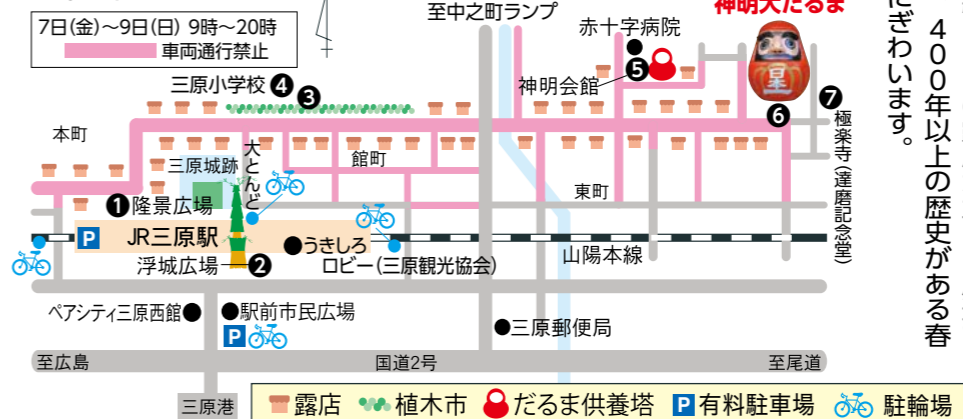 7日(金)〜9日(日) 9時〜20時
車両通行禁止
至中之町ランプ
神明大だるま
赤十字病院
三原小学校 ❹
❸
神明会館
❺
❻
❼
極楽寺(達磨記念堂)
４００年以上の歴史がある春
にぎわいます。
本町
三原城跡
大とんど
館町
東町
❶ 隆景広場
P
JR三原駅
●うきしろ
ロビー(三原観光協会)
浮城広場 ❷
山陽本線
ペアシティ三原西館●
●駅前市民広場
P
●三原郵便局
至広島
国道2号
至尾道
三原港
露店 植木市 だるま供養塔 P 有料駐車場 駐輪場